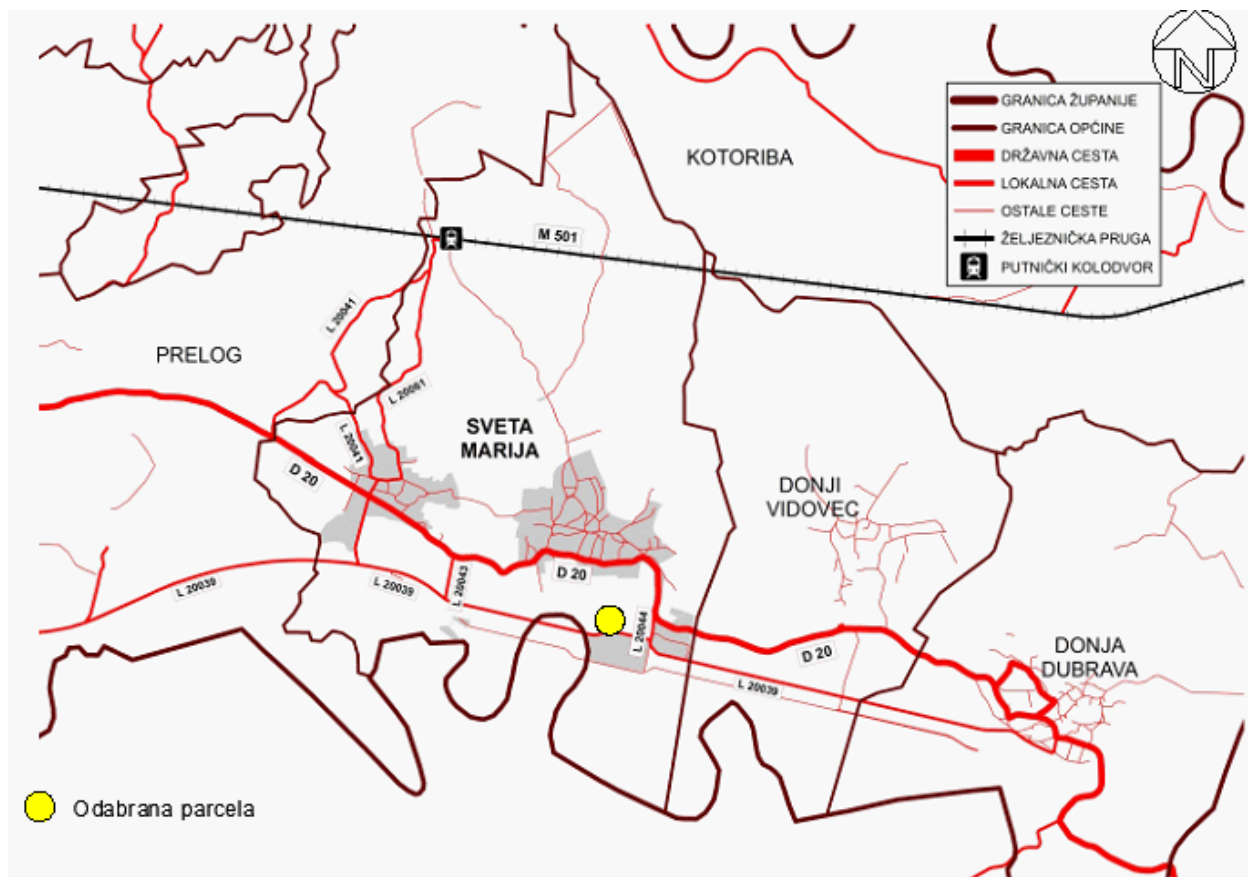 N
GRANICA ŽUPANIJE
GRANICA OPĆINE
DRŽAVNA CESTA
LOKALNA CESTA
OSTALE CESTE
ŽELJEZNIČKA PRUGA
PUTNIČKI KOLODVOR
KOTORIBA
M 501
L 20041
PRELOG
L 20061
SVETA
MARIJA
L 20041
D 20
DONJI
VIDOVEC
D 20
L 20039
L 20039
L 20043
L 20044
D 20
DONJA
DUBRAVA
L 20039
Odabrana parcela